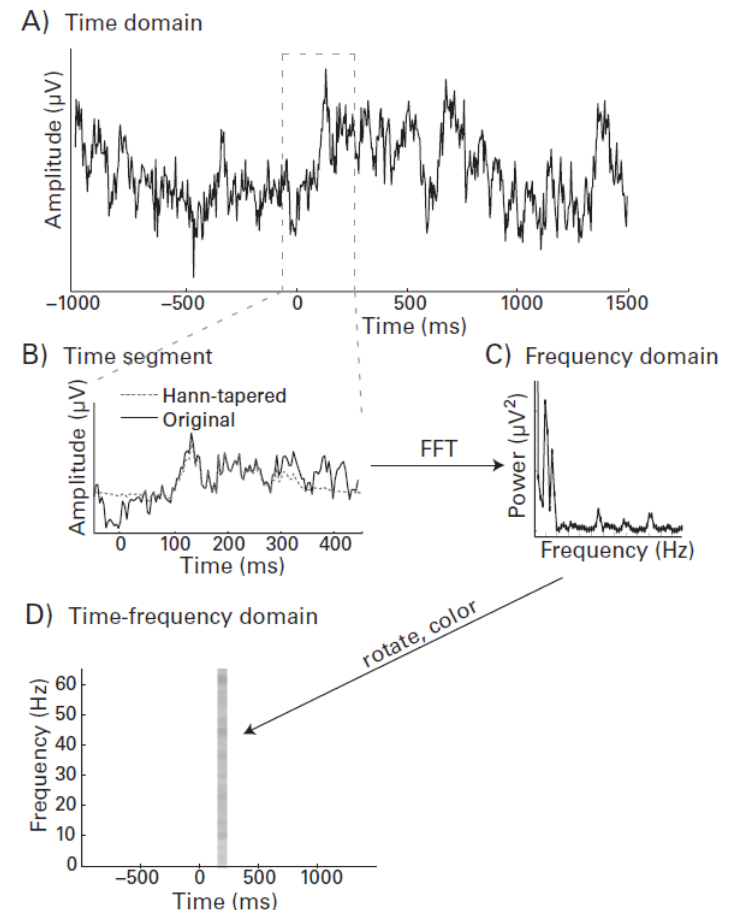 A) Time domain
Amplitude (µV)
−1000 −500 0 500 1000 1500
Time (ms)
B) Time segment
Amplitude (µV)
Hann-tapered
Original
0 100 200 300 400
Time (ms)
FFT
C) Frequency domain
Power (µV²)
Frequency (Hz)
rotate, color
D) Time-frequency domain
Frequency (Hz)
60
50
40
30
20
10
0
−500 0 500 1000
Time (ms)